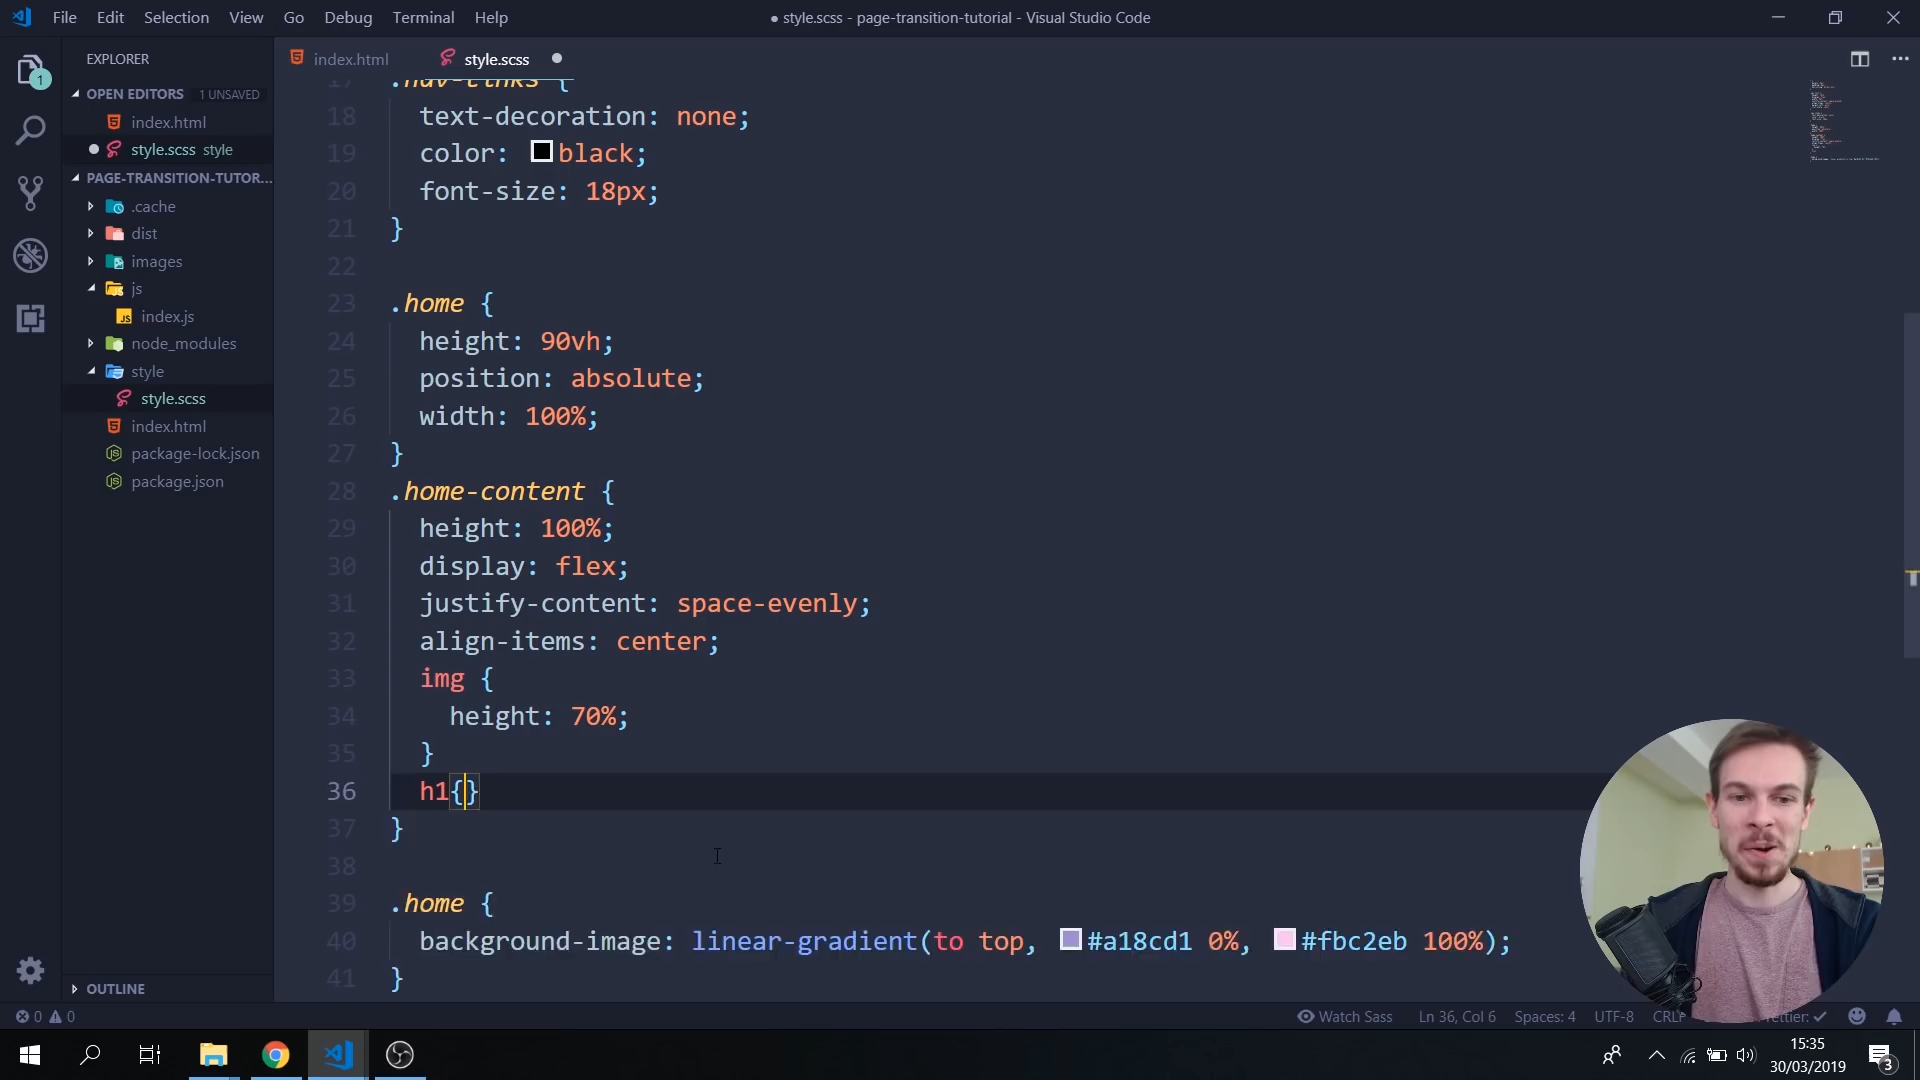 File Edit Selection View Go Debug Terminal Help
● style.scss - page-transition-tutorial - Visual Studio Code
EXPLORER
OPEN EDITORS 1 UNSAVED
index.html
style.scss style
PAGE-TRANSITION-TUTOR...
.cache
dist
images
js
index.js
node_modules
style
style.scss
index.html
package-lock.json
package.json
OUTLINE
index.html style.scss
17 .nav-links {
18 text-decoration: none;
19 color: black;
20 font-size: 18px;
21 }
22
23 .home {
24 height: 90vh;
25 position: absolute;
26 width: 100%;
27 }
28 .home-content {
29 height: 100%;
30 display: flex;
31 justify-content: space-evenly;
32 align-items: center;
33 img {
34 height: 70%;
35 }
36 h1{}
37 }
38
39 .home {
40 background-image: linear-gradient(to top, #a18cd1 0%, #fbc2eb 100%);
41 }
0 0 Watch Sass Ln 36, Col 6 Spaces: 4 UTF-8 CRLF
15:35
30/03/2019
3
1